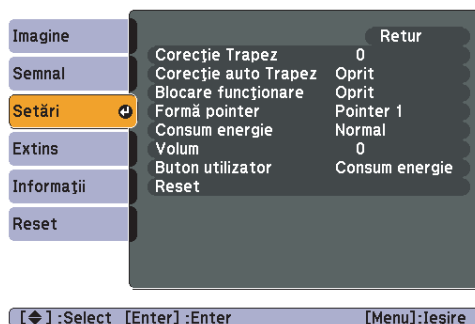 Imagine
Semnal
Setări
Extins
Informaţii
Reset
Retur
Corecţie Trapez 0
Corecţie auto Trapez Oprit
Blocare funcţionare Oprit
Formă pointer Pointer 1
Consum energie Normal
Volum 0
Buton utilizator Consum energie
Reset
[◆] :Select [Enter] :Enter [Menu]:Iesire